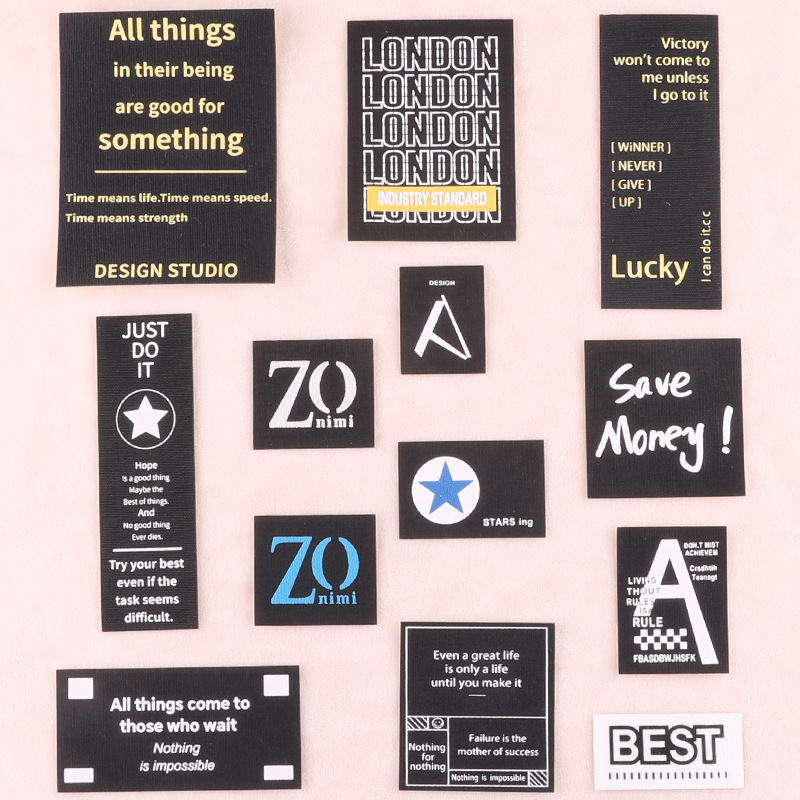 All things
in their being
are good for
something
Time means life.Time means speed.
Time means strength
DESIGN STUDIO
LONDON
LONDON
LONDON
LONDON
INDUSTRY STANDARD
LONDON
Victory
won't come to
me unless
I go to it
[ WiNNER ]
[ NEVER ]
[ GIVE ]
[ UP ]
Lucky
I can do it.c c
DESIGN
A
JUST
DO
IT
Hope
Is a good thing
Maybe the
Best of things.
And
No good thing
Ever dies.
Try your best
even if the
task seems
difficult.
ZO
nimi
Save
Money !
STARS ing
ZO
nimi
A
DON,T MIST
ACHIEVEM
Cradhtih
Teanagt
LIVING
THOUT
RULES
ISA
RULE
FBASDBWJHSFK
All things come to
those who wait
Nothing
is impossible
Even a great life
is only a life
until you make it
Nothing
for
nothing
Failure is the
mother of success
Nothing is impossible
BEST